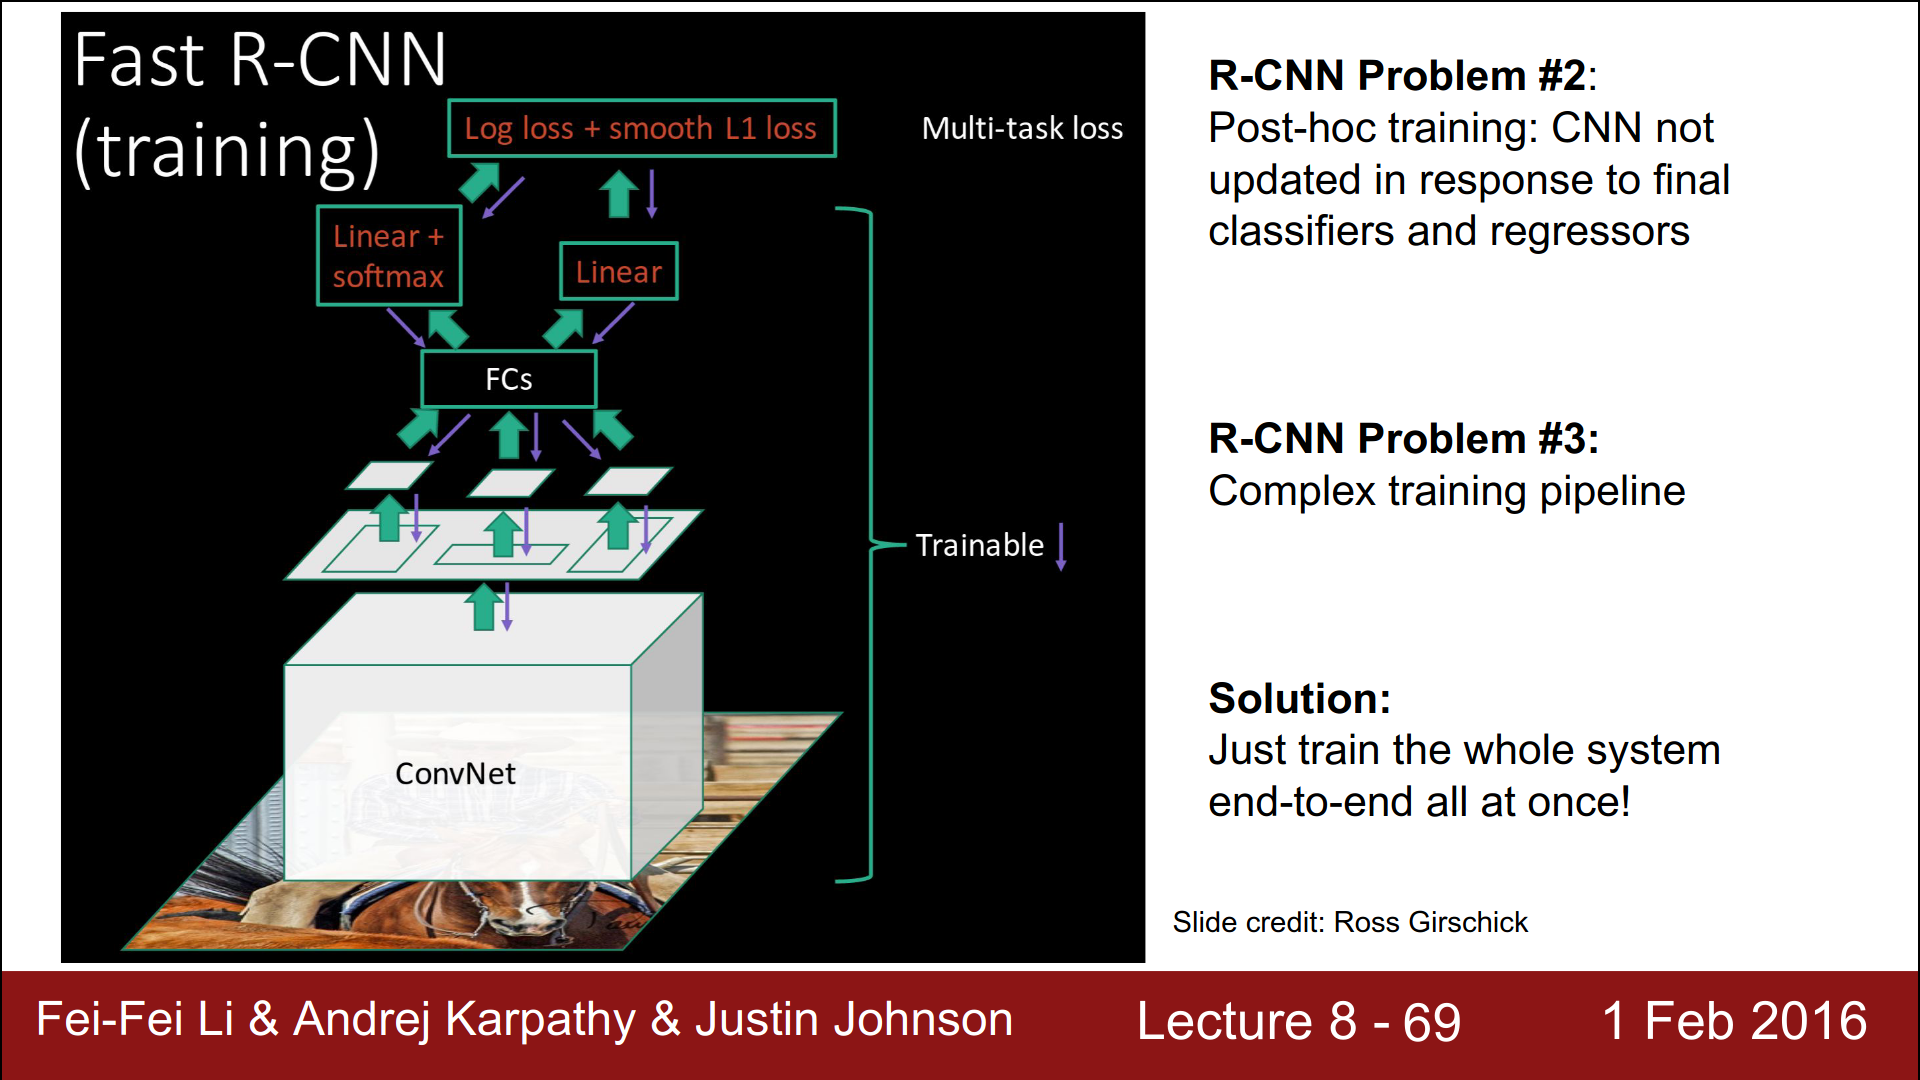 Fast R-CNN
(training)
Log loss + smooth L1 loss
Multi-task loss
Linear +
softmax
Linear
FCs
Trainable
ConvNet
R-CNN Problem #2:
Post-hoc training: CNN not
updated in response to final
classifiers and regressors
R-CNN Problem #3:
Complex training pipeline
Solution:
Just train the whole system
end-to-end all at once!
Slide credit: Ross Girschick
Fei-Fei Li & Andrej Karpathy & Justin Johnson
Lecture 8 - 69
1 Feb 2016